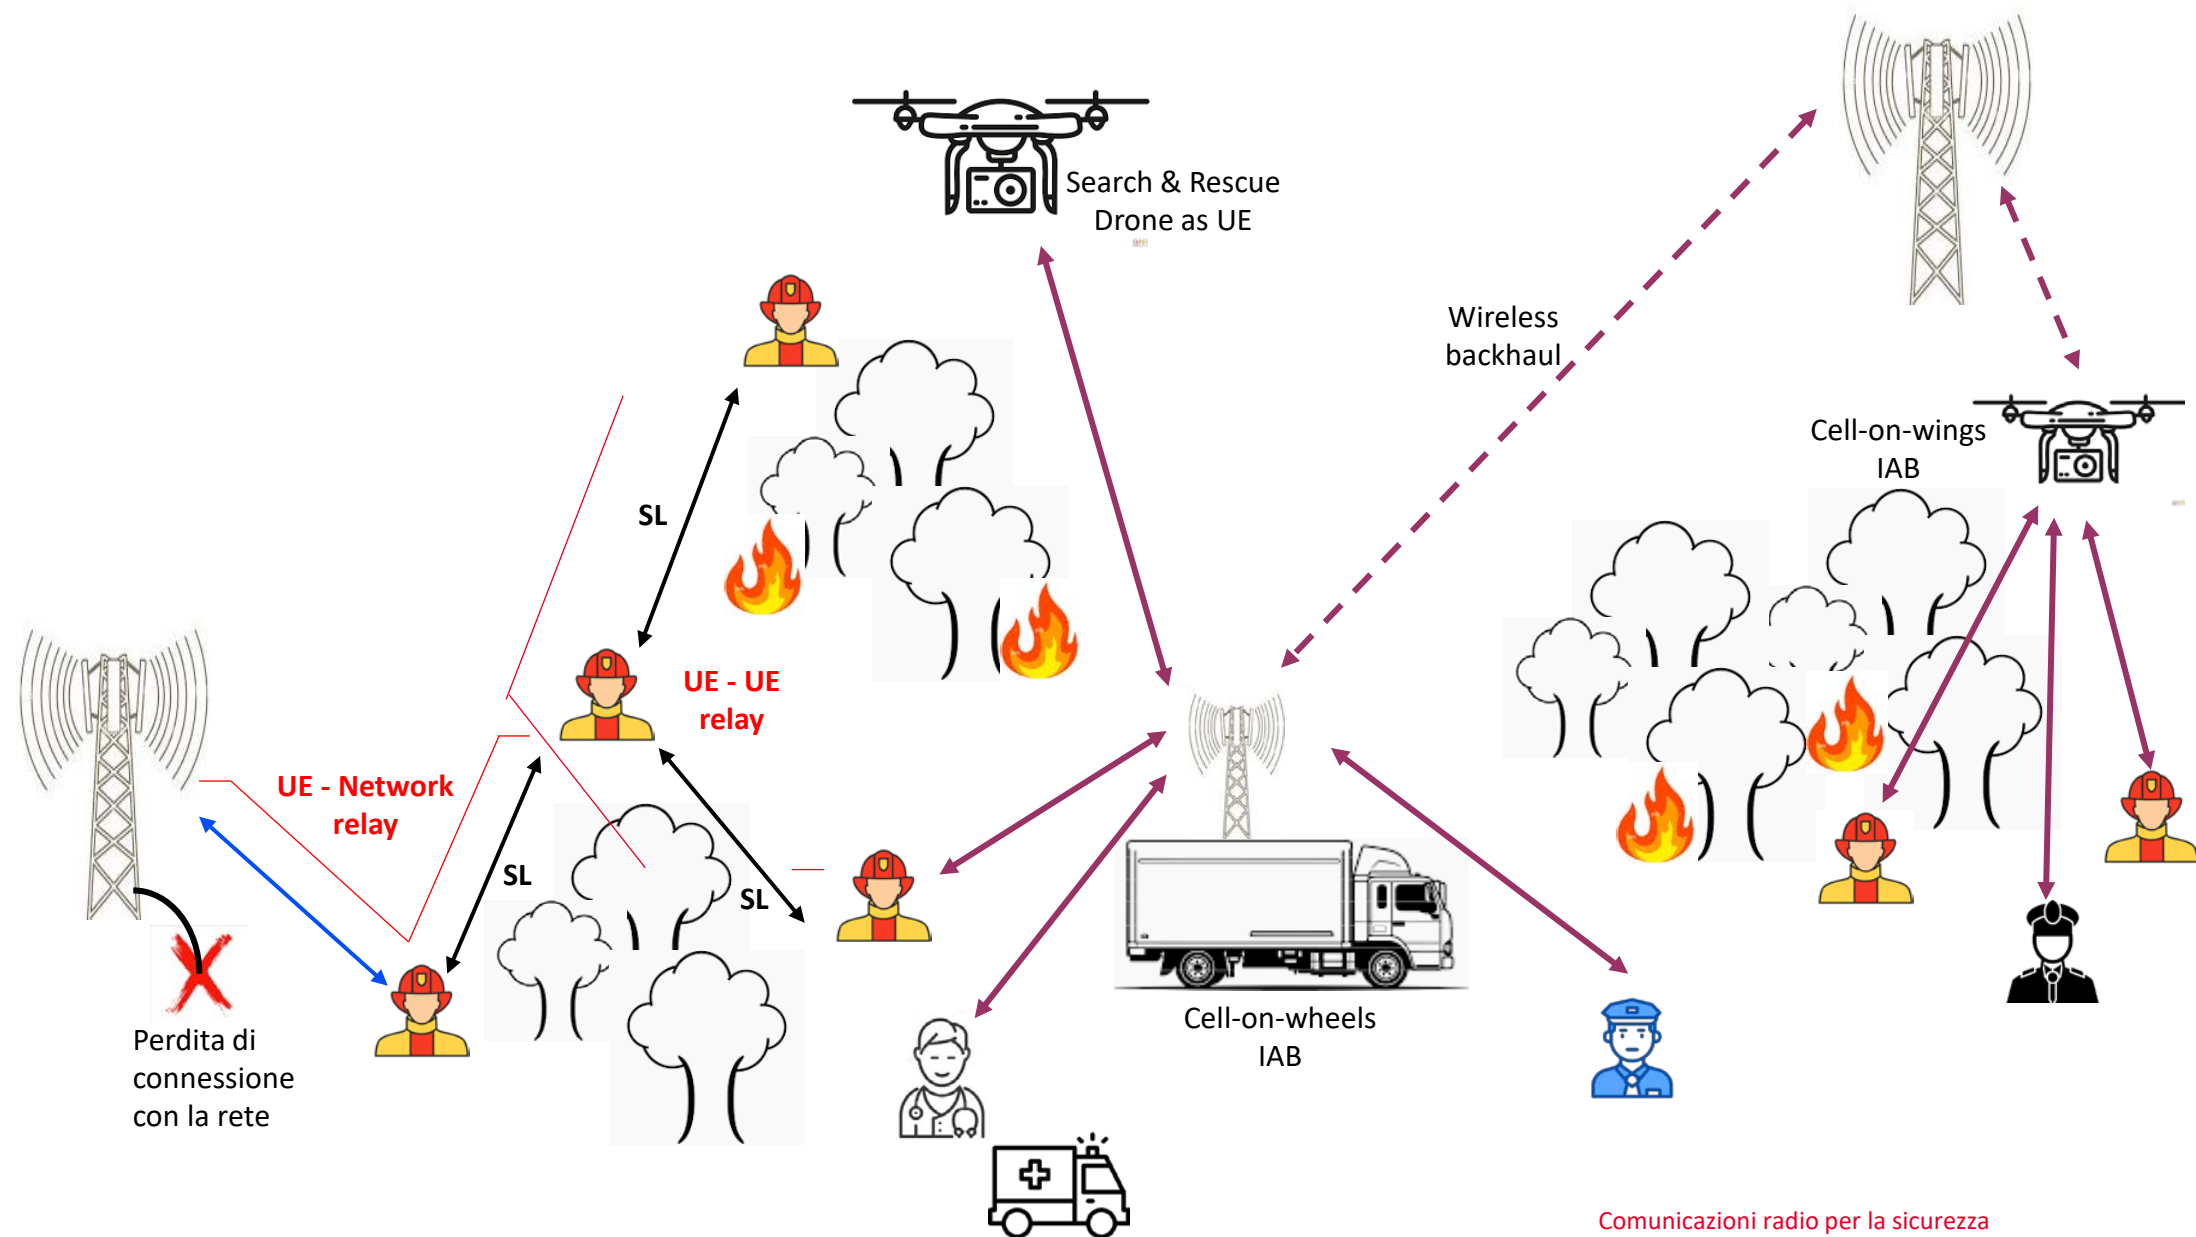 Search & Rescue
Drone as UE
Wireless
backhaul
Cell-on-wings
IAB
SL
UE - UE
relay
UE - Network
relay
SL
SL
Perdita di
connessione
con la rete
Cell-on-wheels
IAB
Comunicazioni radio per la sicurezza